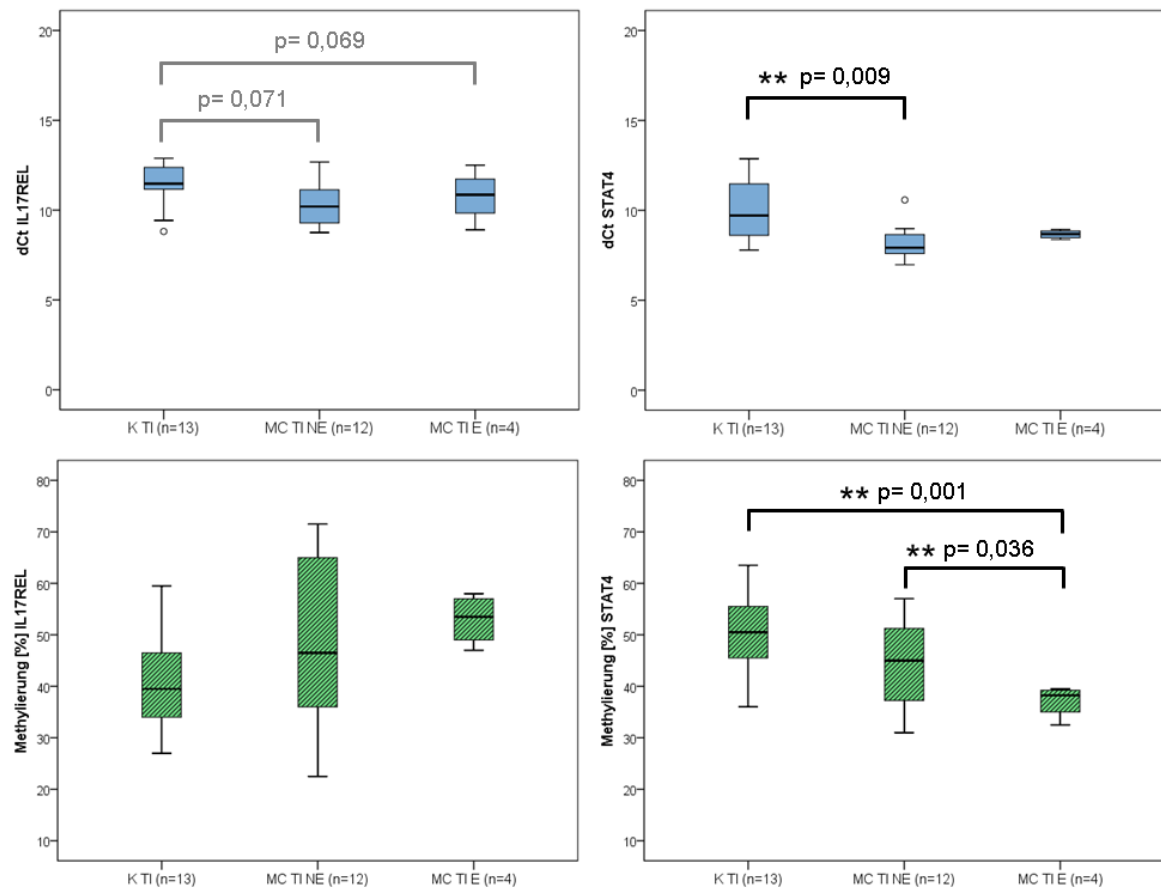 20
15
10
5
0
dCt IL17REL
p= 0,069
p= 0,071
K TI (n=13)
MC TI NE (n=12)
MC TI E (n=4)
20
15
10
5
0
dCt STAT4
** p= 0,009
K TI (n=13)
MC TI NE (n=12)
MC TI E (n=4)
80
70
60
50
40
30
20
10
Methylierung [%] IL17REL
K TI (n=13)
MC TI NE (n=12)
MC TI E (n=4)
80
70
60
50
40
30
20
10
Methylierung [%] STAT4
** p= 0,001
** p= 0,036
K TI (n=13)
MC TI NE (n=12)
MC TI E (n=4)